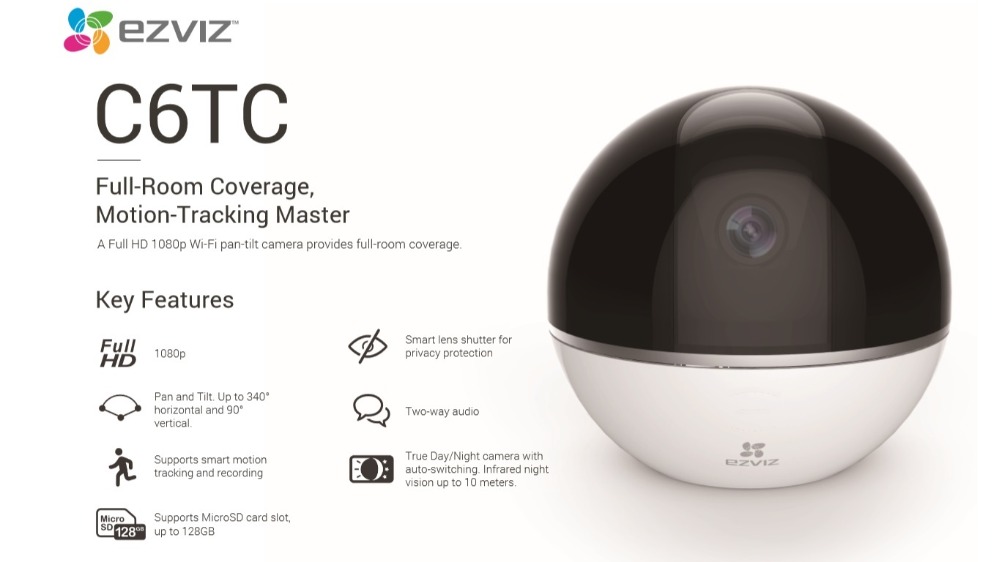 ezviz™
C6TC
Full-Room Coverage,
Motion-Tracking Master
A Full HD 1080p Wi-Fi pan-tilt camera provides full-room coverage.
Key Features
Full
HD
1080p
Pan and Tilt. Up to 340°
horizontal and 90°
vertical.
Supports smart motion
tracking and recording
Micro
SD
128GB
Supports MicroSD card slot,
up to 128GB
Smart lens shutter for
privacy protection
Two-way audio
True Day/Night camera with
auto-switching. Infrared night
vision up to 10 meters.
ezviz